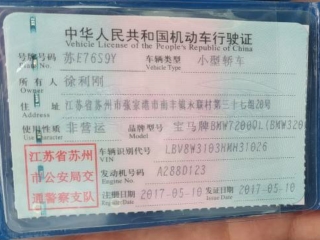 中华人民共和国机动车行驶证
Vehicle License of the People's Republic of China
号牌号码 苏E76S9Y 车辆类型 小型轿车
Plate No. Vehicle Type
所有人 徐利刚
Owner
住址 江苏省苏州市张家港市南丰镇永联村第三十七组20号
Address
使用性质 非营运 品牌型号 宝马牌BMW7200QL(BMW320
江苏省苏州市公安局交通警察支队
车辆识别代号 LBV8W3103HMH31026
VIN
发动机号码 A2880123
Engine No.
注册日期 2017-05-10 发证日期 2017-05-10
Register Date Issue Date